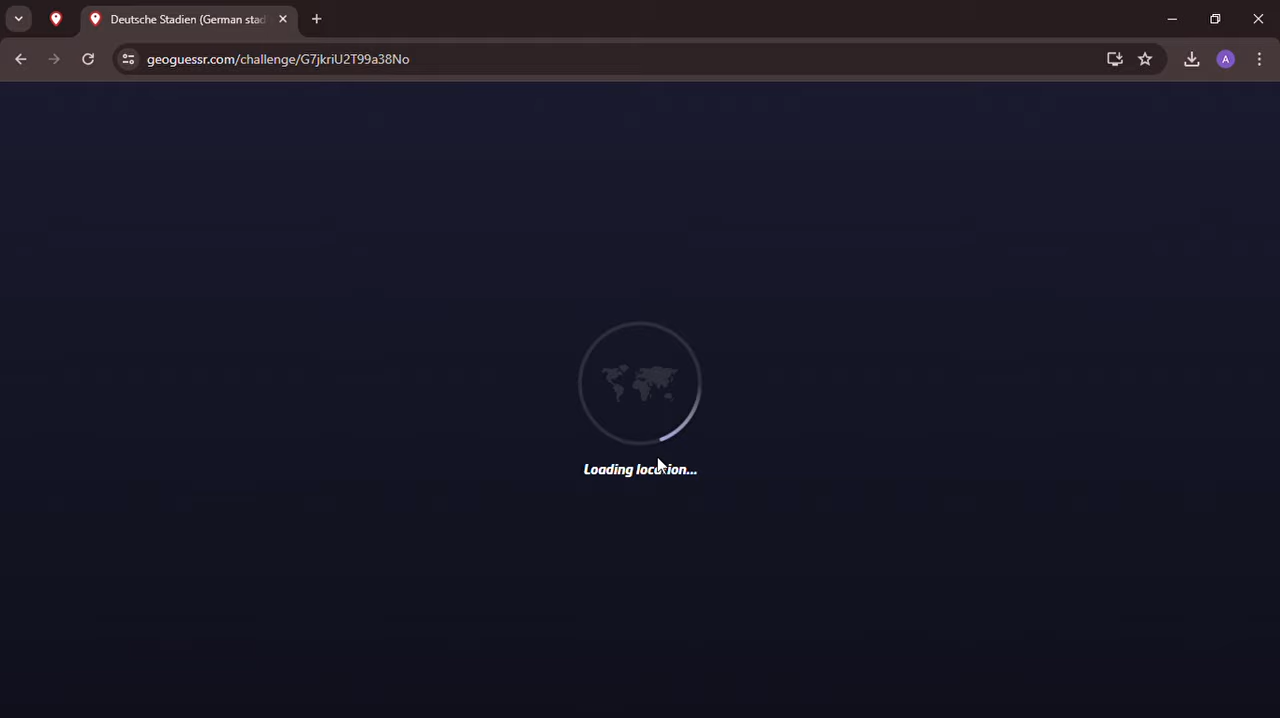 Deutsche Stadien (German stad
geoguessr.com/challenge/G7jkriU2T99a38No
A
Loading location...